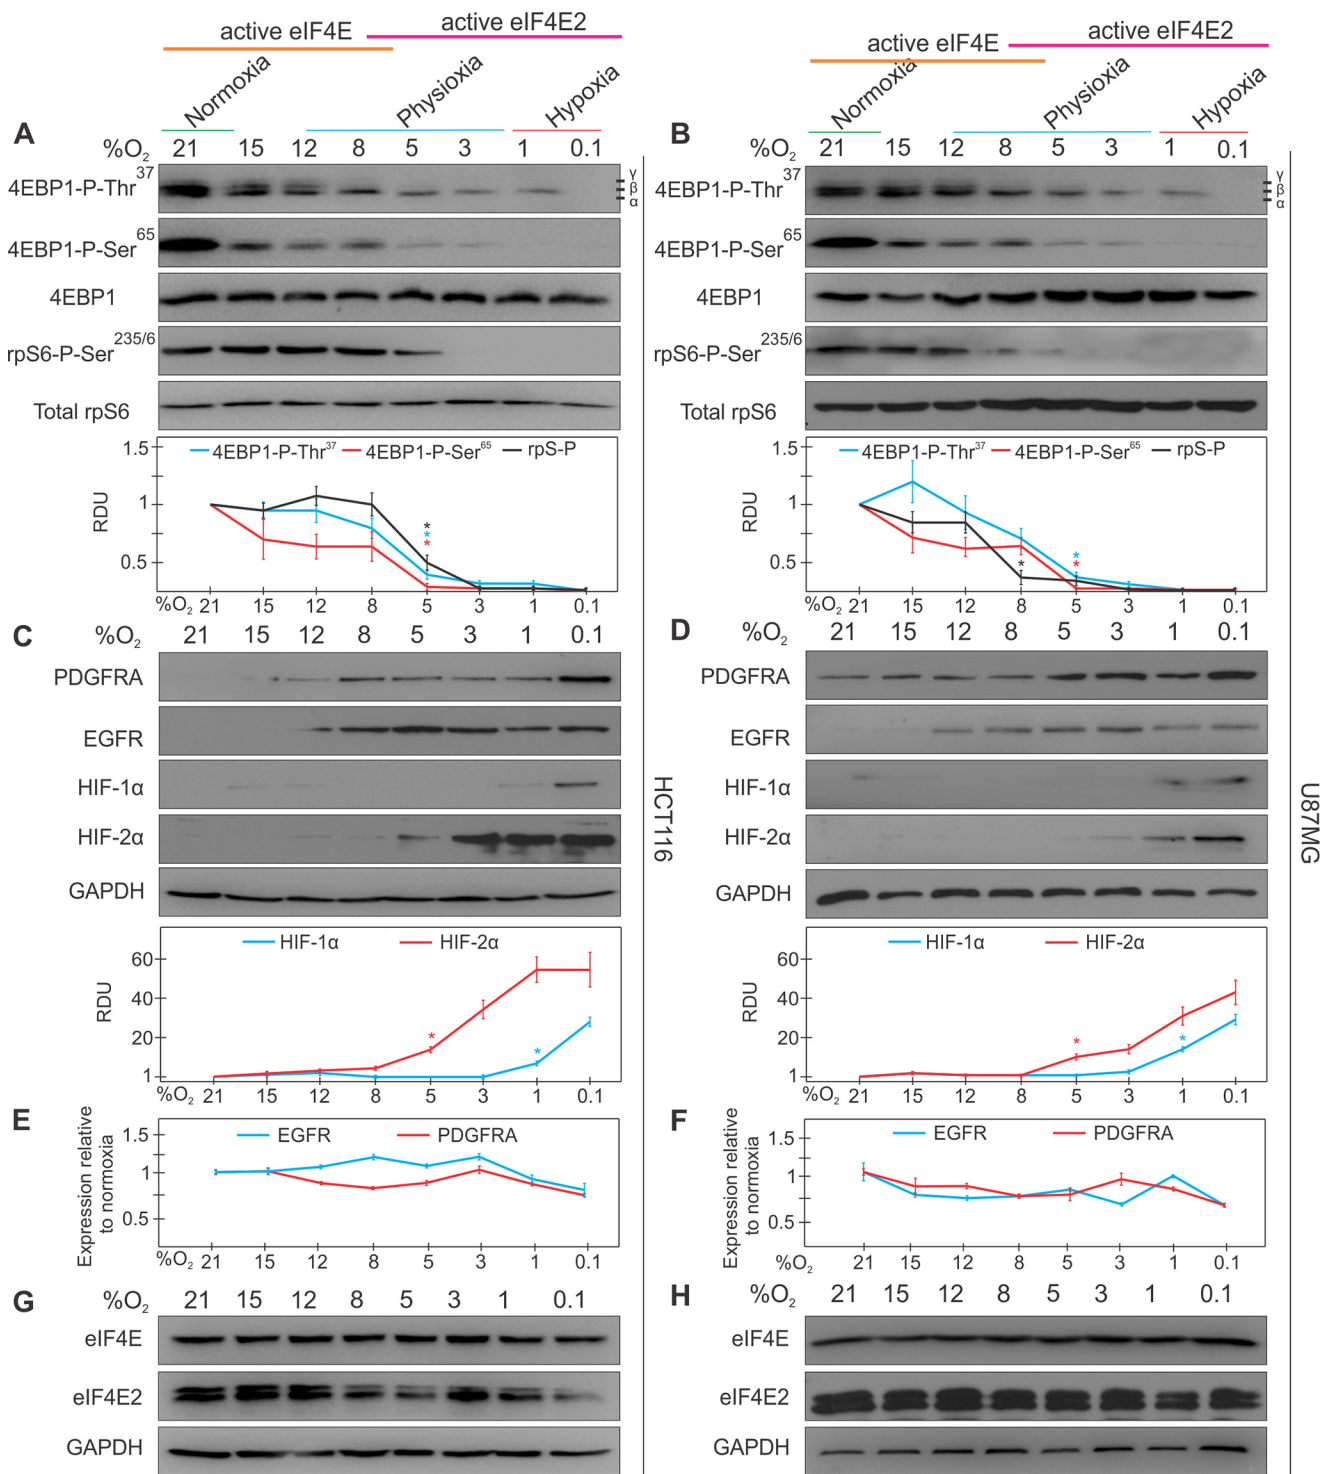 active eIF4E
active eIF4E2
Normoxia
Physioxia
Hypoxia
A
%O2
21 15 12 8 5 3 1 0.1
4EBP1-P-Thr37
γ
β
α
4EBP1-P-Ser65
4EBP1
rpS6-P-Ser235/6
Total rpS6
4EBP1-P-Thr37 4EBP1-P-Ser65 rpS-P
RDU
1.5
1
0.5
*
*
*
%O2 21 15 12 8 5 3 1 0.1
active eIF4E
active eIF4E2
Normoxia
Physioxia
Hypoxia
B
%O2
21 15 12 8 5 3 1 0.1
4EBP1-P-Thr37
γ
β
α
4EBP1-P-Ser65
4EBP1
rpS6-P-Ser235/6
Total rpS6
4EBP1-P-Thr37 4EBP1-P-Ser65 rpS-P
RDU
1.5
1
0.5
*
*
*
%O2 21 15 12 8 5 3 1 0.1
C
%O2 21 15 12 8 5 3 1 0.1
PDGFRA
EGFR
HIF-1α
HIF-2α
GAPDH
HIF-1α HIF-2α
RDU
60
40
20
1
*
*
%O2 21 15 12 8 5 3 1 0.1
HCT116
D
%O2 21 15 12 8 5 3 1 0.1
PDGFRA
EGFR
HIF-1α
HIF-2α
GAPDH
HIF-1α HIF-2α
RDU
60
40
20
1
*
*
%O2 21 15 12 8 5 3 1 0.1
U87MG
E
Expression relative
to normoxia
EGFR PDGFRA
1.5
1
0.5
%O2 21 15 12 8 5 3 1 0.1
F
Expression relative
to normoxia
EGFR PDGFRA
1.5
1
0.5
%O2 21 15 12 8 5 3 1 0.1
G
%O2 21 15 12 8 5 3 1 0.1
eIF4E
eIF4E2
GAPDH
H
%O2 21 15 12 8 5 3 1 0.1
eIF4E
eIF4E2
GAPDH